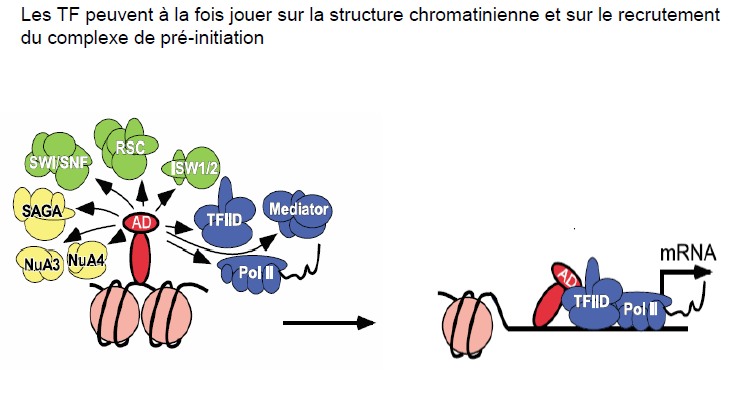 Les TF peuvent à la fois jouer sur la structure chromatinienne et sur le recrutement
du complexe de pré-initiation
RSC
SWI/SNF
ISW1/2
SAGA
AD
TFIID
Mediator
NuA3
NuA4
Pol II
mRNA
AD
TFIID
Pol II